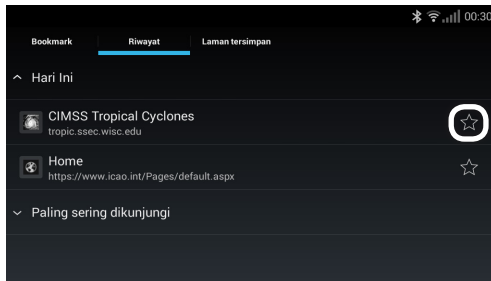 00:30
Bookmark Riwayat Laman tersimpan
Hari Ini
CIMSS Tropical Cyclones
tropic.ssec.wisc.edu
Home
https://www.icao.int/Pages/default.aspx
Paling sering dikunjungi